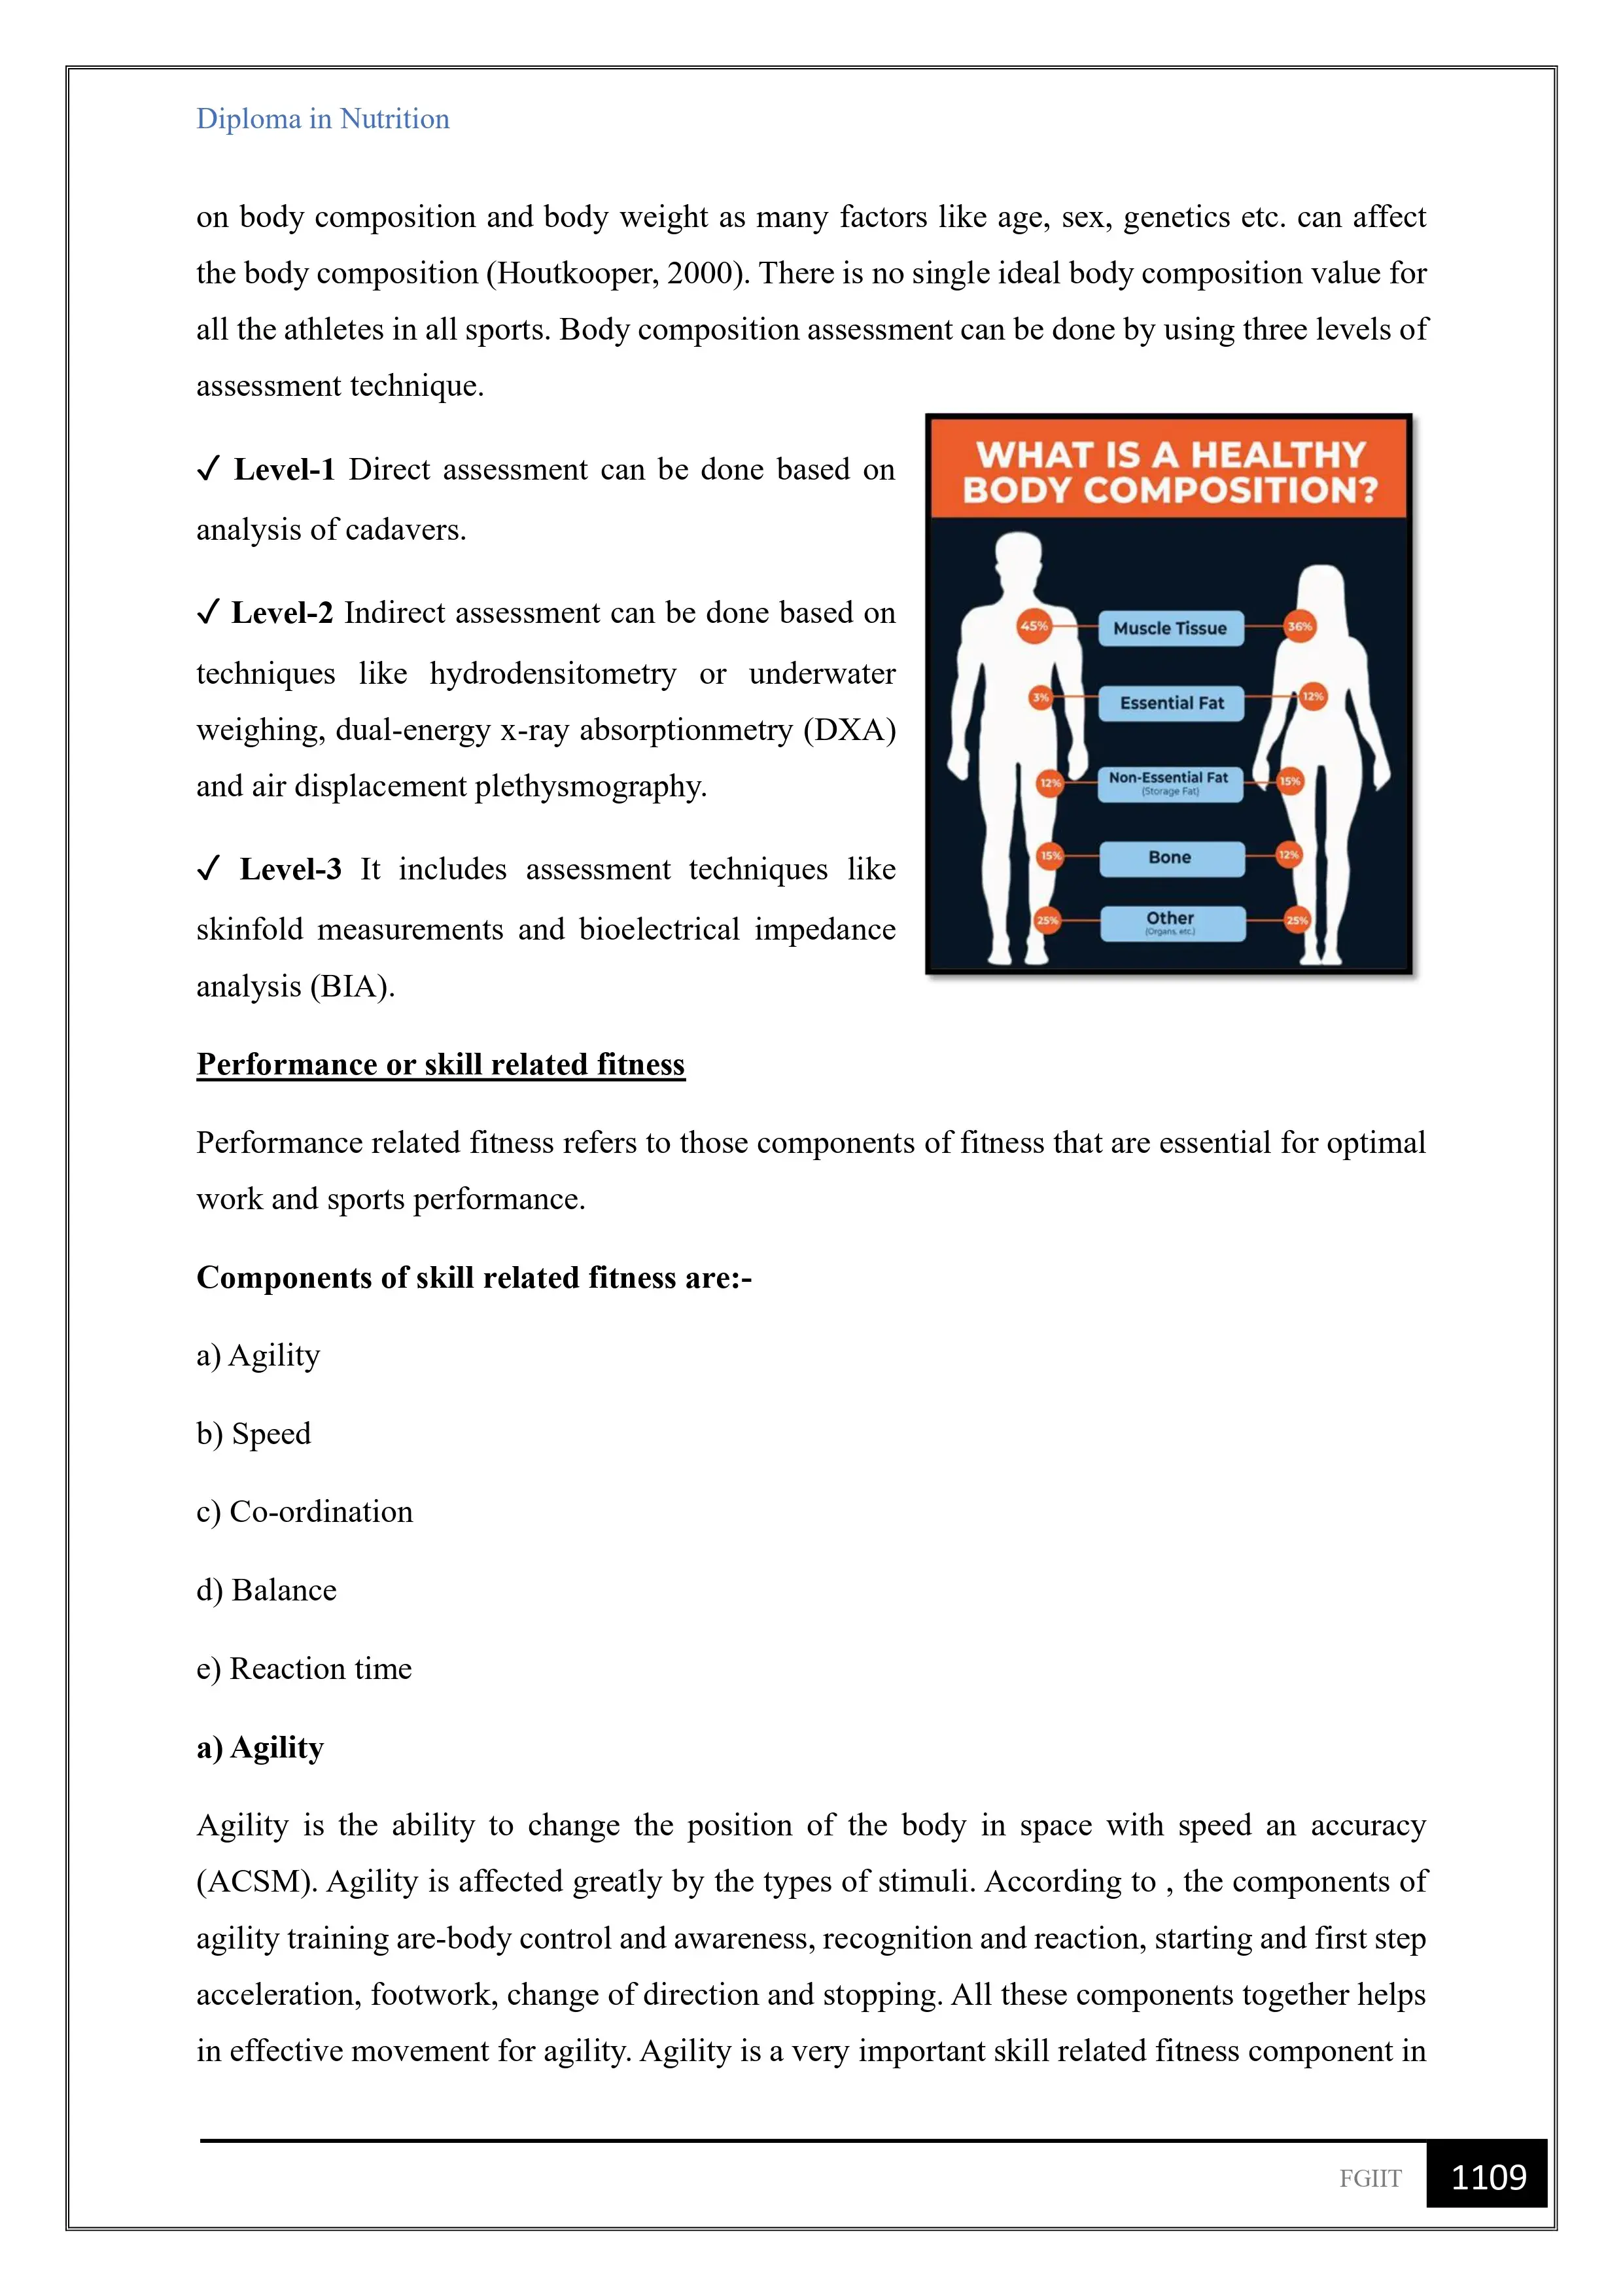 Diploma in Nutrition
on body composition and body weight as many factors like age, sex, genetics etc. can affect
the body composition (Houtkooper, 2000). There is no single ideal body composition value for
all the athletes in all sports. Body composition assessment can be done by using three levels of
assessment technique.
✓ Level-1 Direct assessment can be done based on
analysis of cadavers.
✓ Level-2 Indirect assessment can be done based on
techniques like hydrodensitometry or underwater
weighing, dual-energy x-ray absorptionmetry (DXA)
and air displacement plethysmography.
✓ Level-3 It includes assessment techniques like
skinfold measurements and bioelectrical impedance
analysis (BIA).
WHAT IS A HEALTHY
BODY COMPOSITION?
45% Muscle Tissue 36%
3% Essential Fat 12%
12% Non-Essential Fat 15%
(Storage Fat)
15% Bone 12%
25% Other 25%
(Organs, etc.)
Performance or skill related fitness
Performance related fitness refers to those components of fitness that are essential for optimal
work and sports performance.
Components of skill related fitness are:-
a) Agility
b) Speed
c) Co-ordination
d) Balance
e) Reaction time
a) Agility
Agility is the ability to change the position of the body in space with speed an accuracy
(ACSM). Agility is affected greatly by the types of stimuli. According to , the components of
agility training are-body control and awareness, recognition and reaction, starting and first step
acceleration, footwork, change of direction and stopping. All these components together helps
in effective movement for agility. Agility is a very important skill related fitness component in
FGIIT 1109